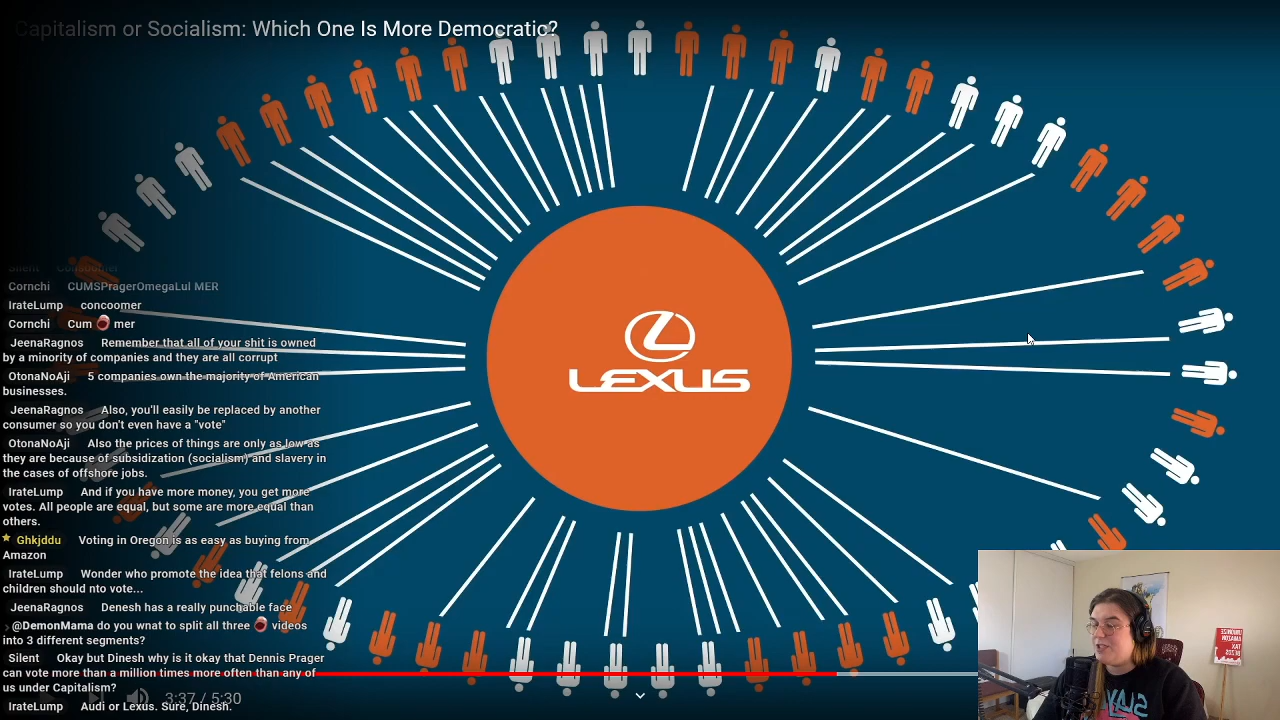 Capitalism or Socialism: Which One Is More Democratic?
LEXUS
Silent Consoomer
Cornchi CUMSPragerOmegaLul MER
IrateLump concoomer
Cornchi Cum mer
JeenaRagnos Remember that all of your shit is owned
by a minority of companies and they are all corrupt
OtonaNoAji 5 companies own the majority of American
businesses.
JeenaRagnos Also, you'll easily be replaced by another
consumer so you don't even have a "vote"
OtonaNoAji Also the prices of things are only as low as
they are because of subsidization (socialism) and slavery
in the cases of offshore jobs.
IrateLump And if you have more money, you get more
votes. All people are equal, but some are more equal than
others.
Ghkjddu Voting in Oregon is as easy as buying from
Amazon
IrateLump Wonder who promote the idea that felons and
children should nto vote...
JeenaRagnos Denesh has a really punchable face
@DemonMama do you what to split all three videos
into 3 different segments?
Silent Okay but Dinesh why is it okay that Dennis Prager
can vote more than a million times more often than any of
us under Capitalism?
IrateLump Audi or Lexus. Sure, Dinesh.
3:37 / 5:30